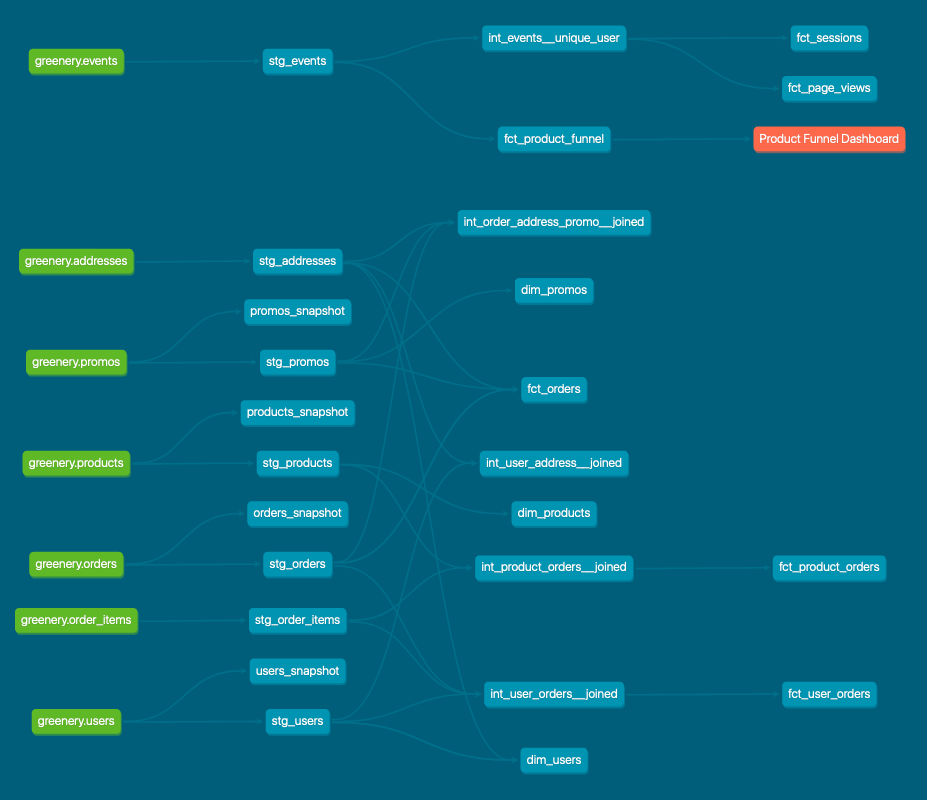 int_events__unique_user
fct_sessions
greenery.events
stg_events
fct_page_views
fct_product_funnel
Product Funnel Dashboard
int_order_address_promo__joined
greenery.addresses
stg_addresses
dim_promos
promos_snapshot
greenery.promos
stg_promos
fct_orders
products_snapshot
greenery.products
stg_products
int_user_address__joined
orders_snapshot
dim_products
greenery.orders
stg_orders
int_product_orders__joined
fct_product_orders
greenery.order_items
stg_order_items
users_snapshot
int_user_orders__joined
fct_user_orders
greenery.users
stg_users
dim_users